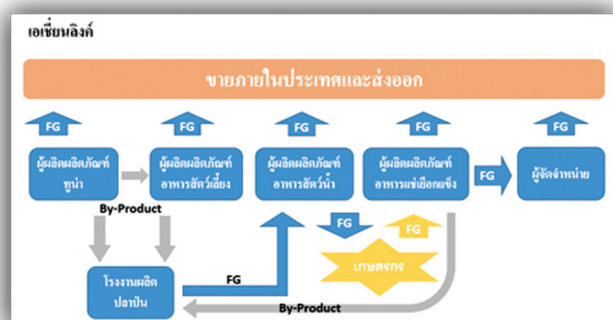 เอเชี่ยนลิงค์
ขายภายในประเทศและส่งออก
FG
FG
FG
FG
FG
ผู้ผลิตผลิตภัณฑ์
ทูน่า
ผู้ผลิตผลิตภัณฑ์
อาหารสัตว์เลี้ยง
ผู้ผลิตผลิตภัณฑ์
อาหารสัตว์น้ำ
ผู้ผลิตผลิตภัณฑ์
อาหารแช่เยือกแข็ง
FG
ผู้จัดจำหน่าย
By-Product
FG
FG
เกษตรกร
โรงงานผลิต
ปลาป่น
FG
By-Product